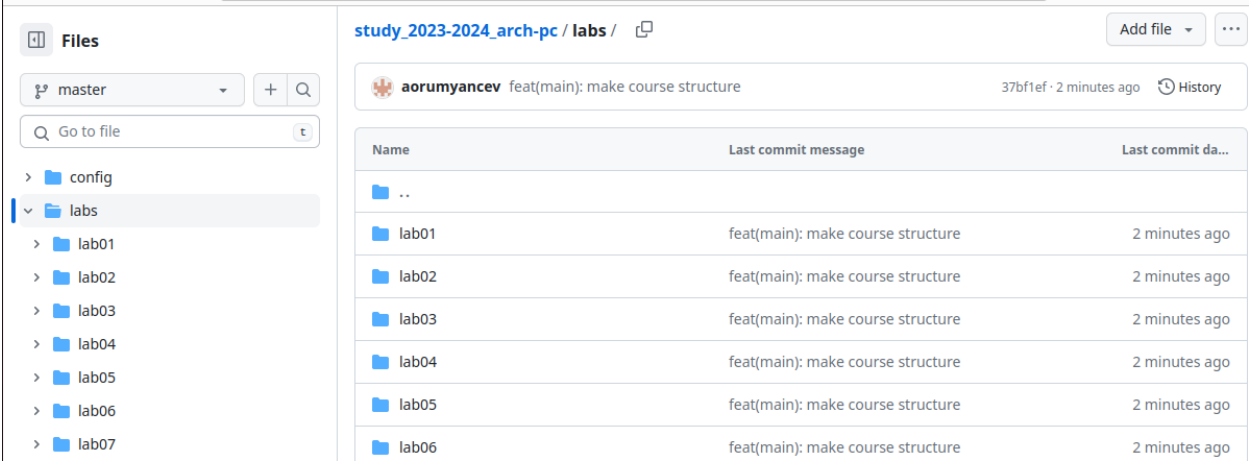 Files
master
Go to file
t
config
labs
lab01
lab02
lab03
lab04
lab05
lab06
lab07
study_2023-2024_arch-pc / labs /
Add file
aorumyancev feat(main): make course structure
37bf1ef · 2 minutes ago
History
Name Last commit message Last commit da...
..
lab01 feat(main): make course structure 2 minutes ago
lab02 feat(main): make course structure 2 minutes ago
lab03 feat(main): make course structure 2 minutes ago
lab04 feat(main): make course structure 2 minutes ago
lab05 feat(main): make course structure 2 minutes ago
lab06 feat(main): make course structure 2 minutes ago